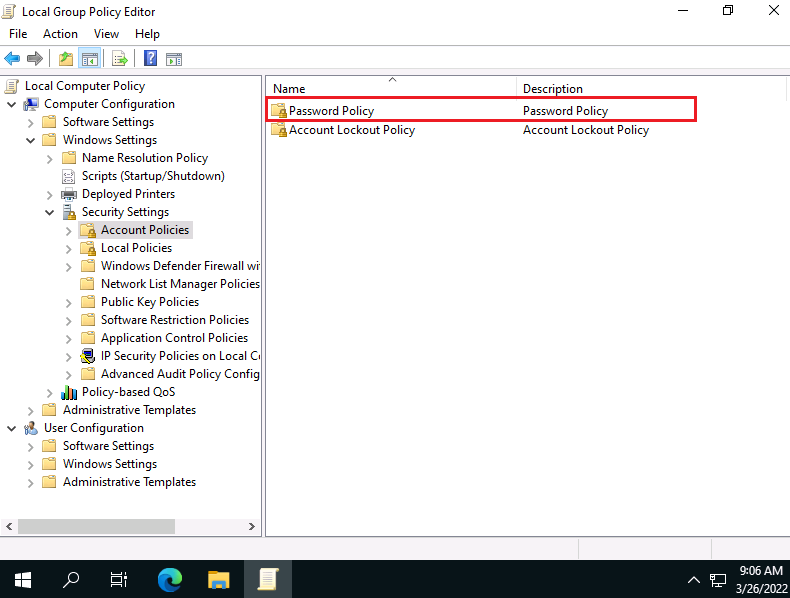 Local Group Policy Editor
File Action View Help
Local Computer Policy
Computer Configuration
Software Settings
Windows Settings
Name Resolution Policy
Scripts (Startup/Shutdown)
Deployed Printers
Security Settings
Account Policies
Local Policies
Windows Defender Firewall wi
Network List Manager Policies
Public Key Policies
Software Restriction Policies
Application Control Policies
IP Security Policies on Local C
Advanced Audit Policy Config
Policy-based QoS
Administrative Templates
User Configuration
Software Settings
Windows Settings
Administrative Templates
Name Description
Password Policy Password Policy
Account Lockout Policy Account Lockout Policy
9:06 AM
3/26/2022